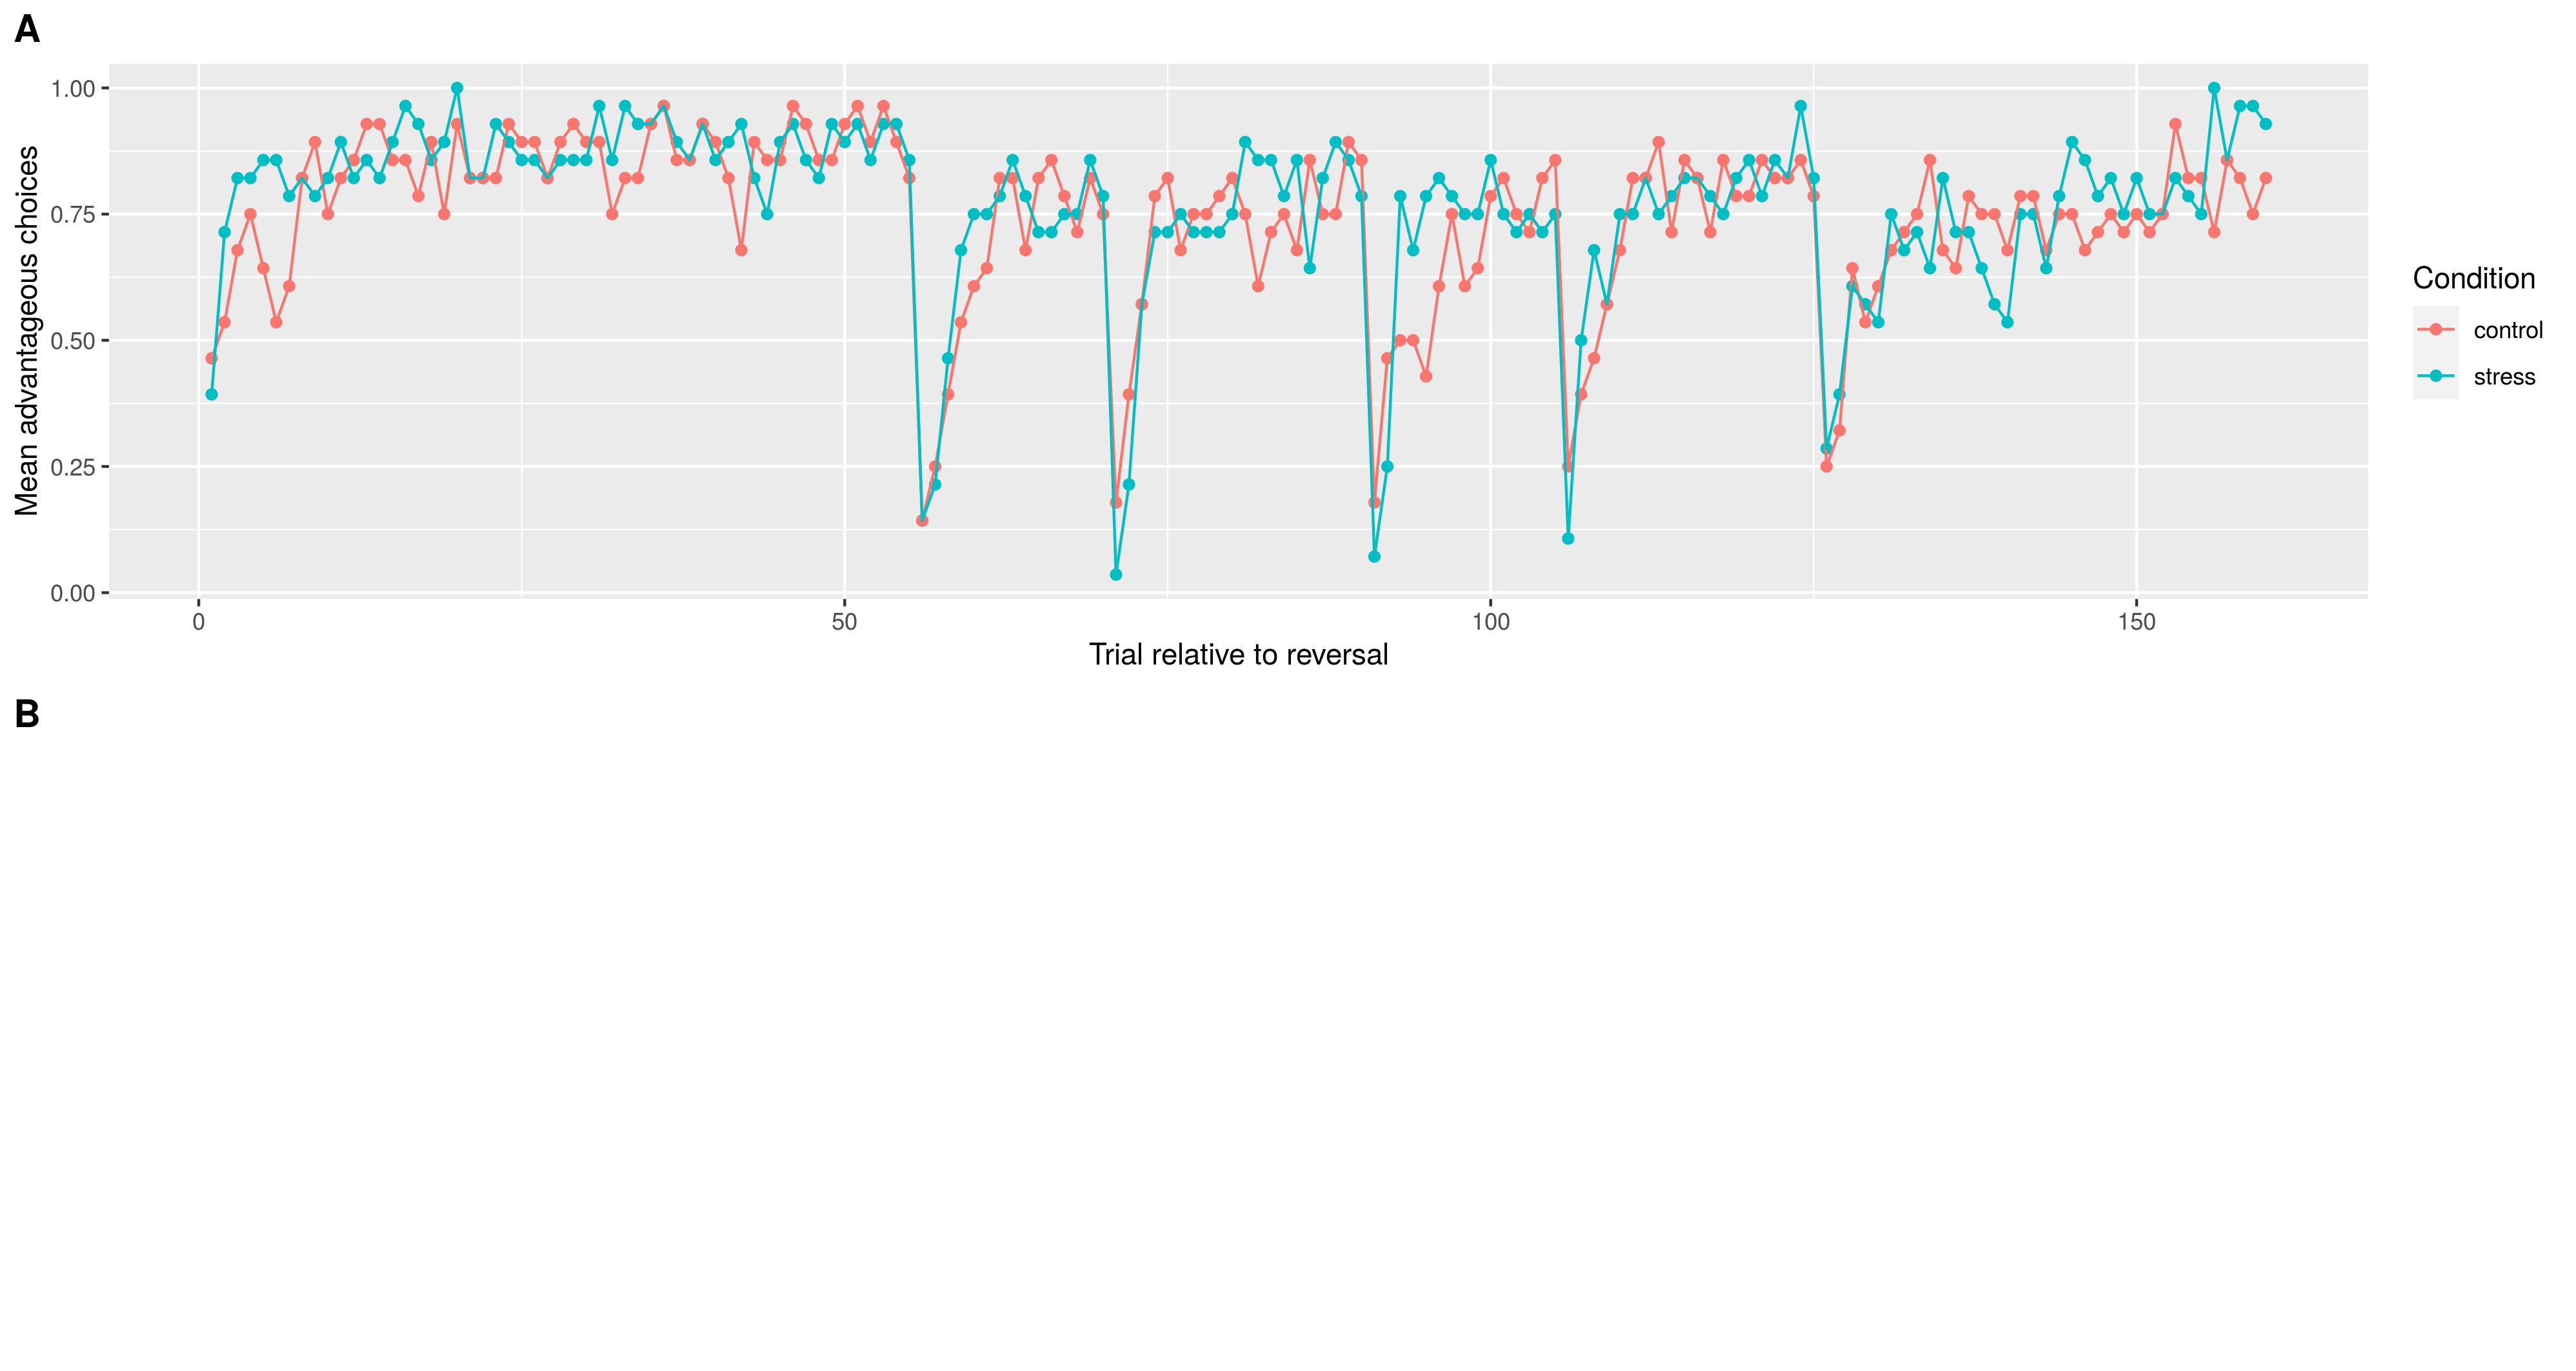 A
Mean advantageous choices
1.00
0.75
0.50
0.25
0.00
0 50 100 150
Trial relative to reversal
Condition
control
stress
B